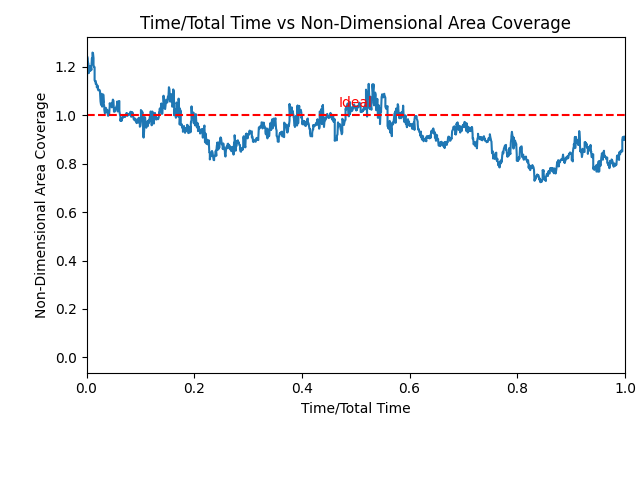 Time/Total Time vs Non-Dimensional Area Coverage
Non-Dimensional Area Coverage
1.2
1.0
0.8
0.6
0.4
0.2
0.0
Ideal
0.0 0.2 0.4 0.6 0.8 1.0
Time/Total Time